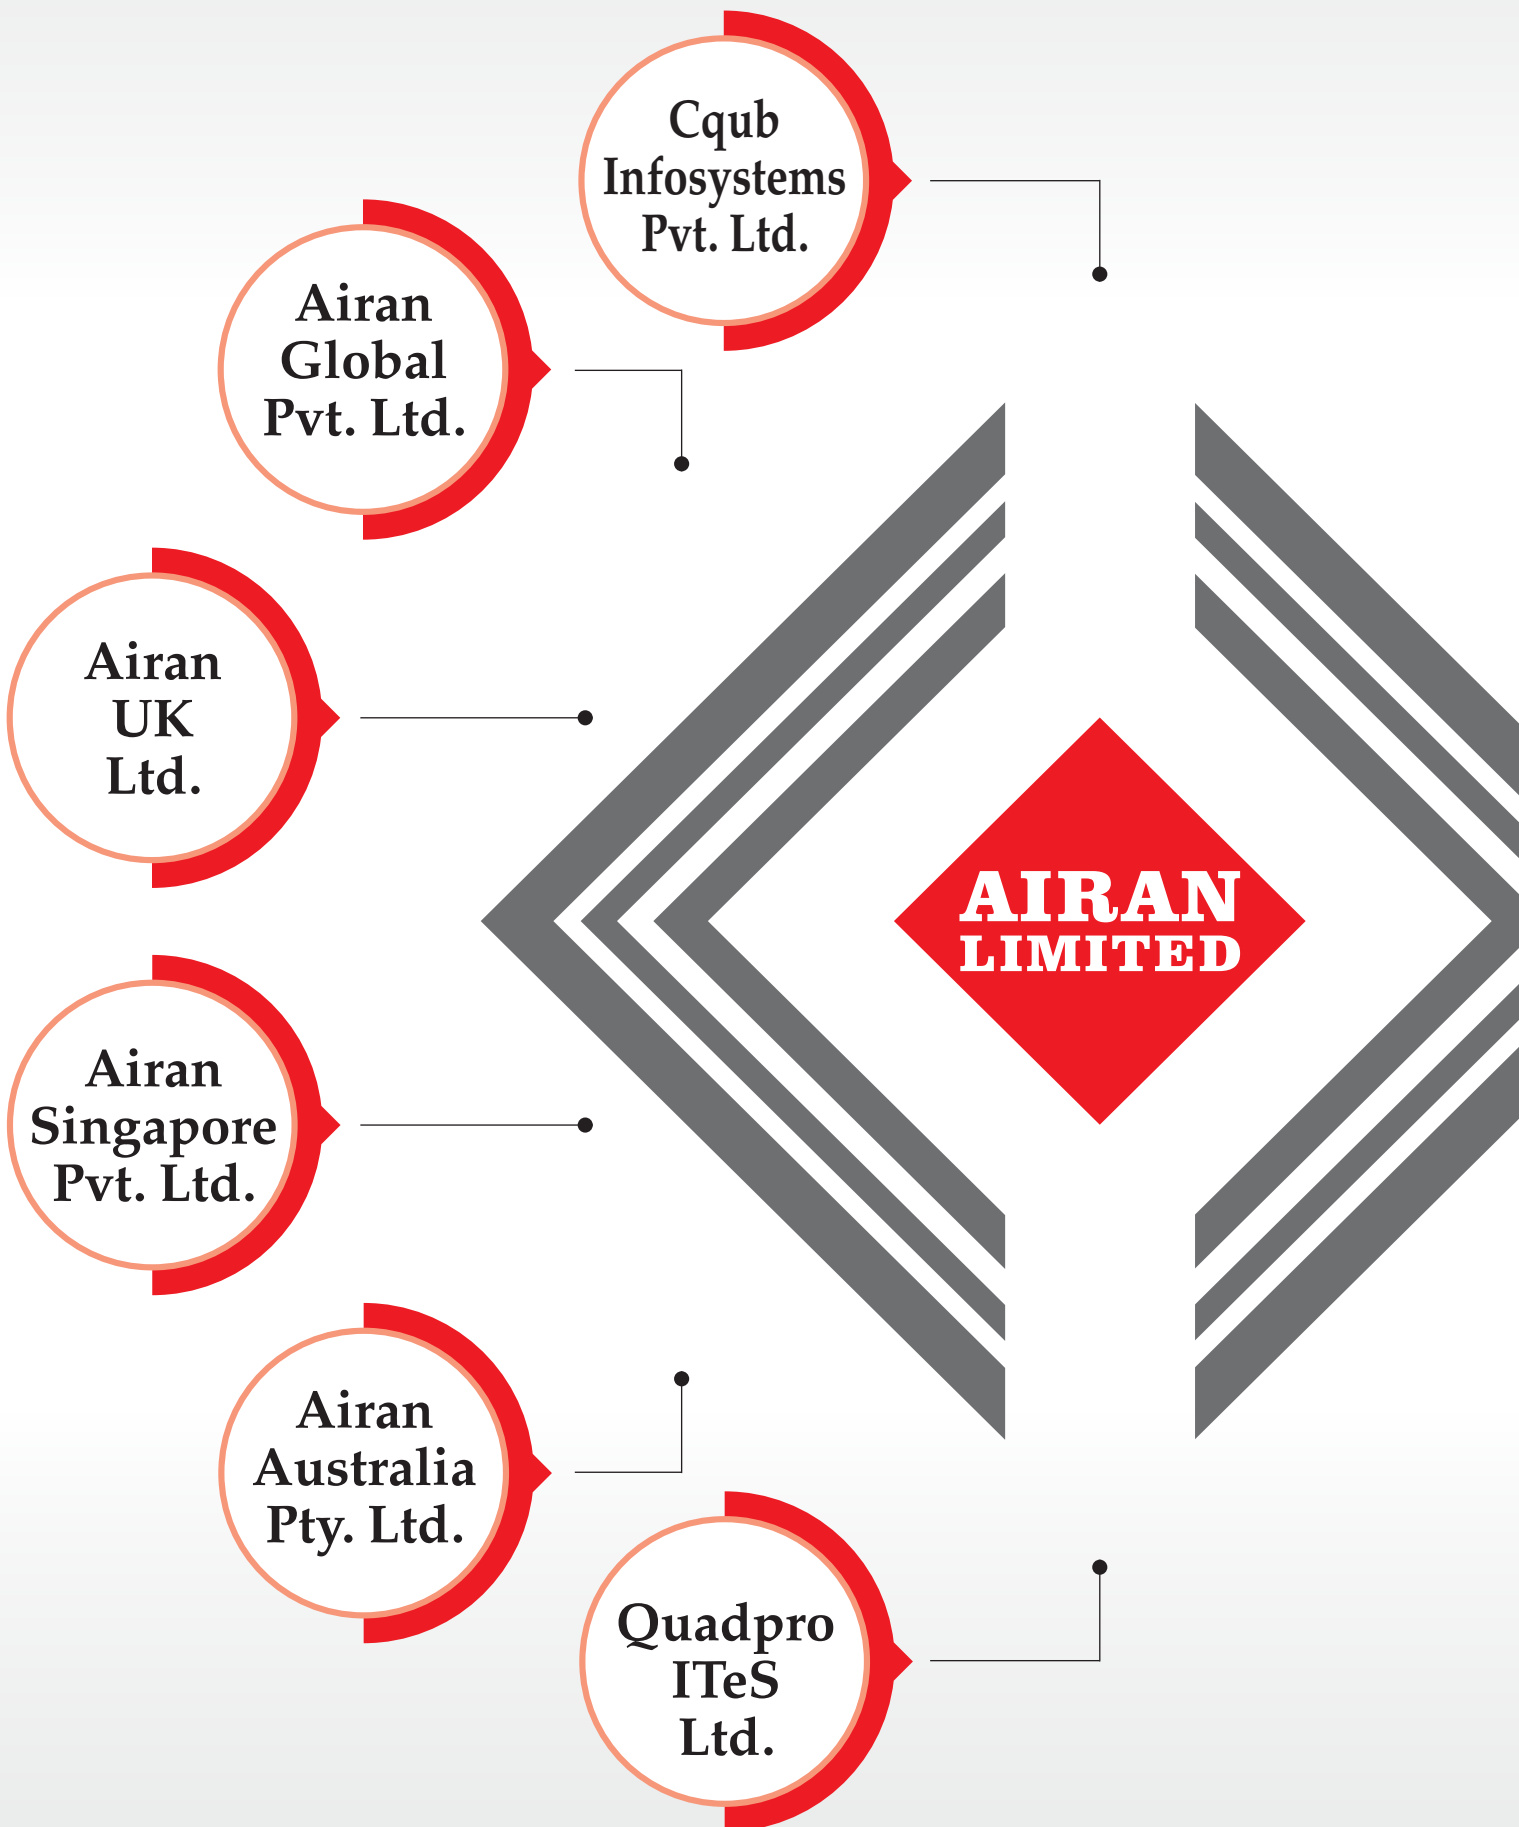 Cqub
Infosystems
Pvt. Ltd.
Airan
Global
Pvt. Ltd.
Airan
UK
Ltd.
AIRAN
LIMITED
Airan
Singapore
Pvt. Ltd.
Airan
Australia
Pty. Ltd.
Quadpro
ITeS
Ltd.